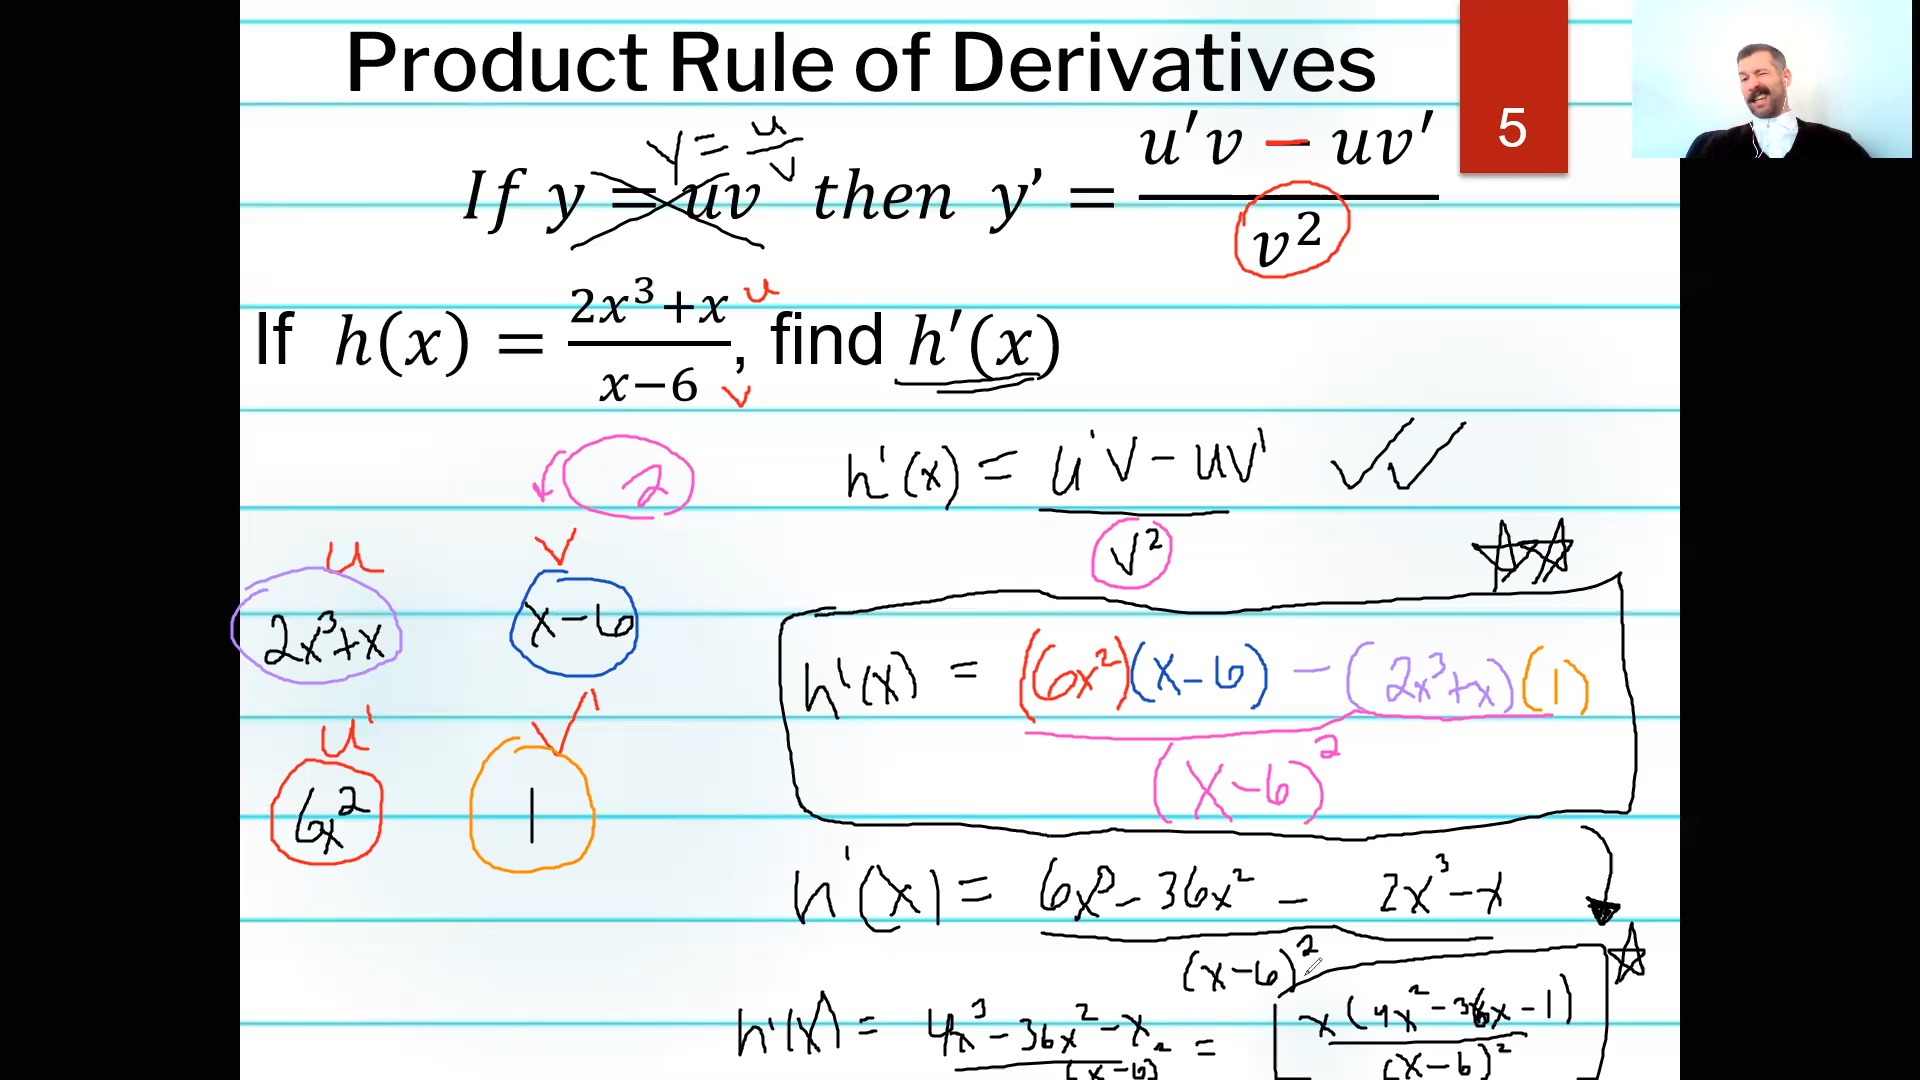 Product Rule of Derivatives
5
y = u/v
If y = uv then y’ = (u′v − uv′)/v²
If h(x) = (2x³+x)/(x−6), find h′(x)
u
v
2
h'(x) = (u'v − uv')/v²
u v
2x³+x x−6
u' v'
6x² 1
h'(x) = ((6x²)(x−6) − (2x³+x)(1))/(x−6)²
h'(x) = (6x³ − 36x² − 2x³ − x)/(x−6)²
h'(x) = (4x³ − 36x² − x)/(x−6)² = x(4x² − 36x − 1)/(x−6)²